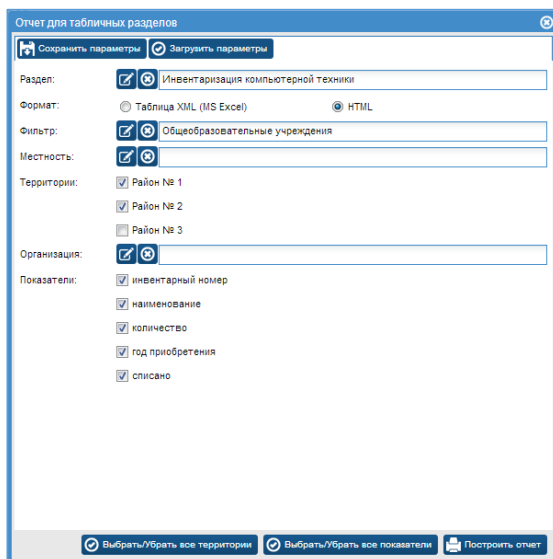 Отчет для табличных разделов
Сохранить параметры Загрузить параметры
Раздел: Инвентаризация компьютерной техники
Формат: Таблица XML (MS Excel) HTML
Фильтр: Общеобразовательные учреждения
Местность:
Территории: Район № 1
Район № 2
Район № 3
Организация:
Показатели: инвентарный номер
наименование
количество
год приобретения
списано
Выбрать/Убрать все территории Выбрать/Убрать все показатели Построить отчет